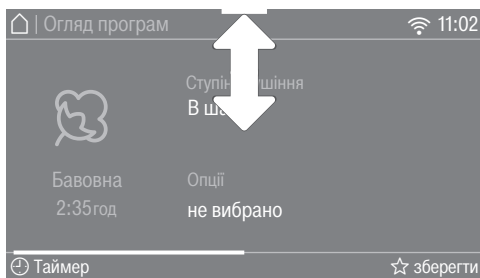 | Огляд програм
11:02
В
Бавовна
2:35 год
Опції
не вибрано
Таймер
зберегти